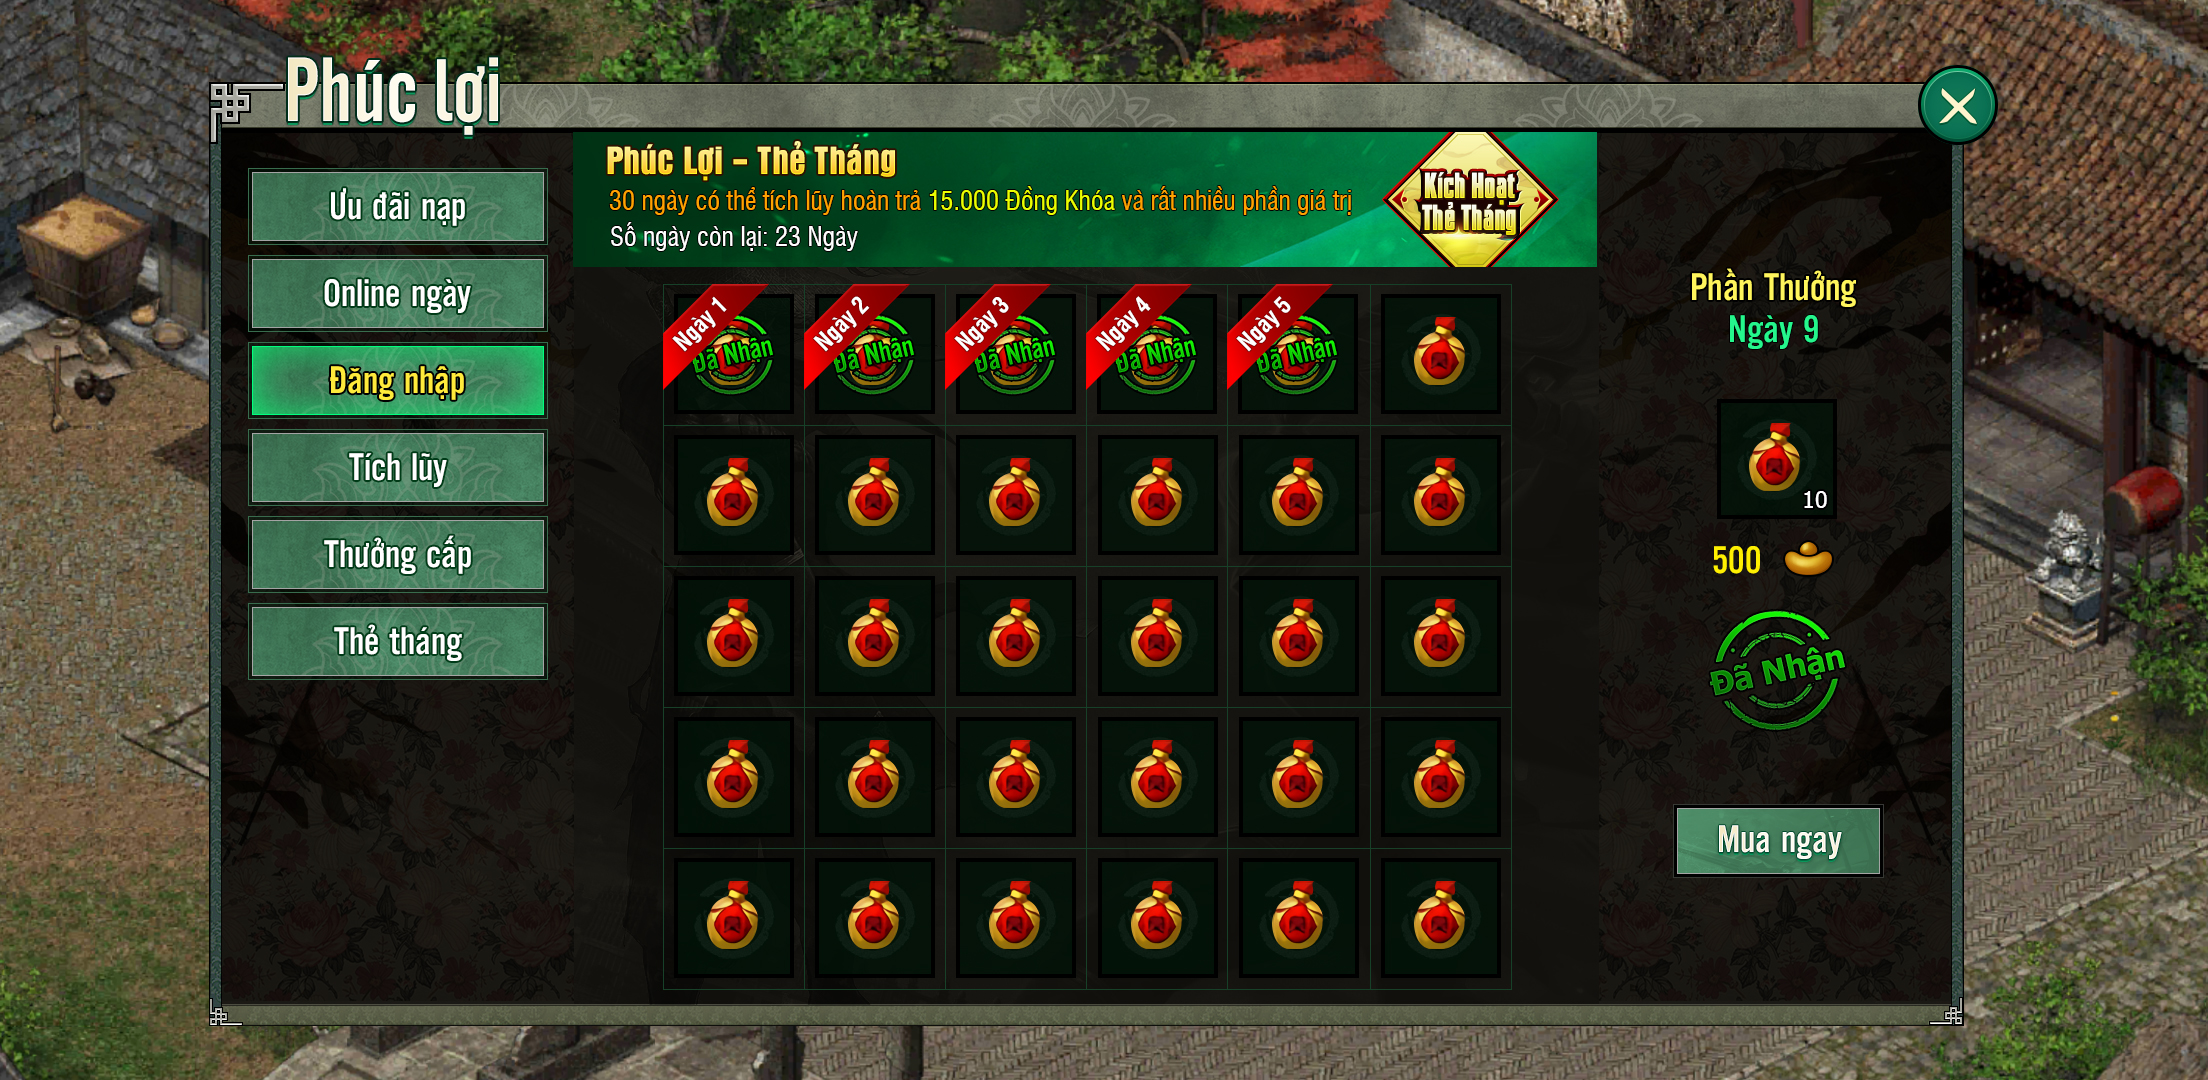 Phúc lợi
Ưu đãi nạp
Online ngày
Đăng nhập
Tích lũy
Thưởng cấp
Thẻ tháng
Phúc Lợi - Thẻ Tháng
30 ngày có thể tích lũy hoàn trả 15.000 Đồng Khóa và rất nhiều phần giá trị
Số ngày còn lại: 23 Ngày
Kích Hoạt
Thẻ Tháng
Ngày 1
Đã Nhận
Ngày 2
Đã Nhận
Ngày 3
Đã Nhận
Ngày 4
Đã Nhận
Ngày 5
Đã Nhận
Phần Thưởng
Ngày 9
10
500
Đã Nhận
Mua ngay